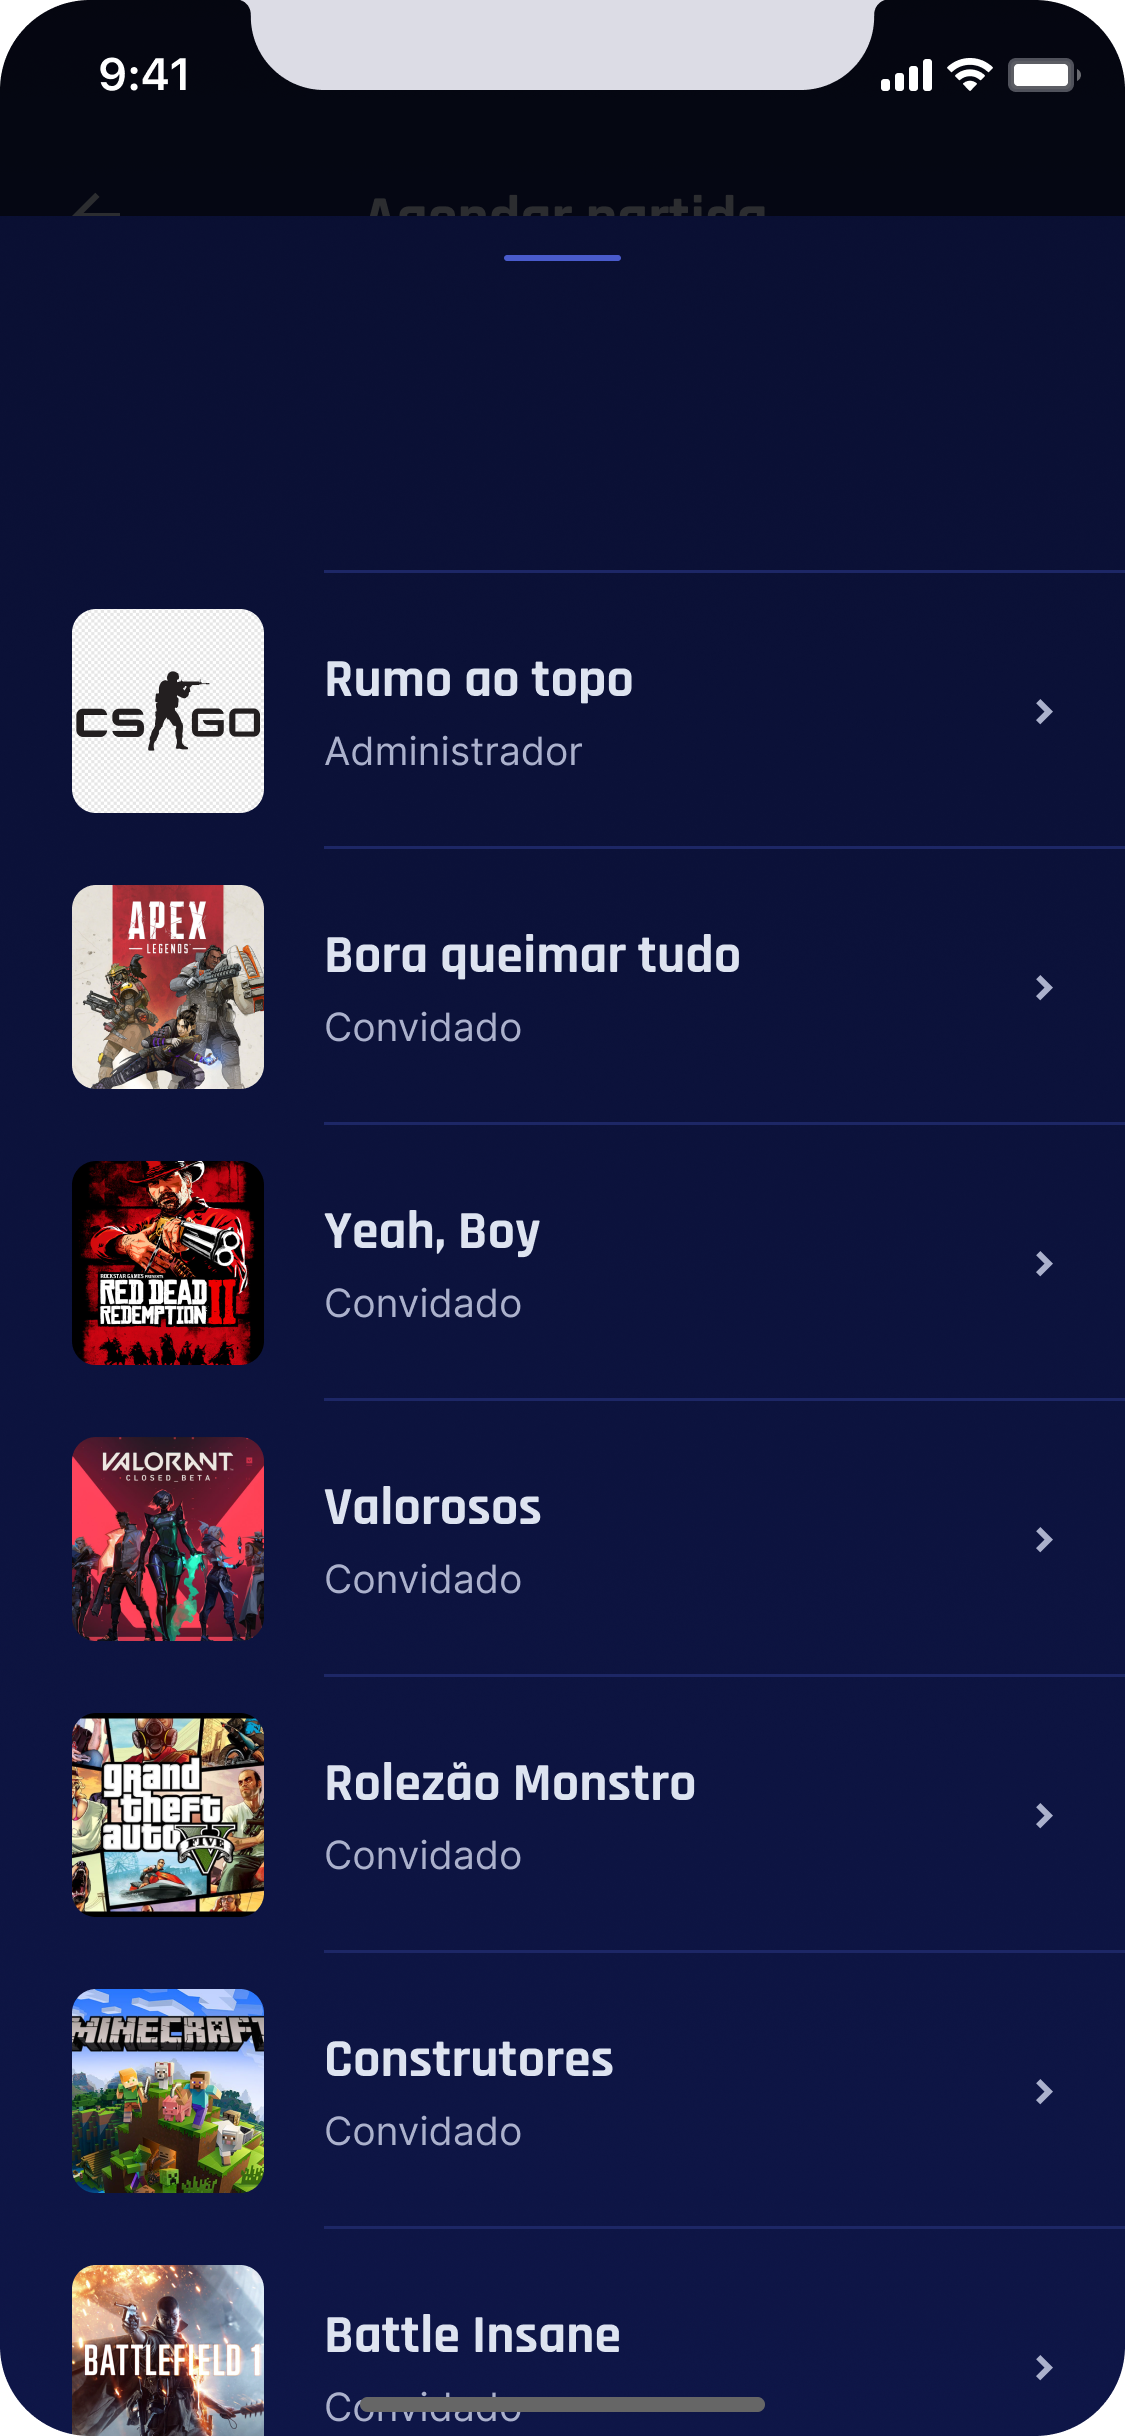 9:41
Agendar partida
CS GO
Rumo ao topo
Administrador
APEX
LEGENDS
Bora queimar tudo
Convidado
ROCKSTAR GAMES PRESENTS
RED DEAD
REDEMPTION II
Yeah, Boy
Convidado
VALORANT
CLOSED_BETA
Valorosos
Convidado
grand
theft
auto
FIVE
Rolezão Monstro
Convidado
MINECRAFT
Construtores
Convidado
BATTLEFIELD 1
Battle Insane
Convidado